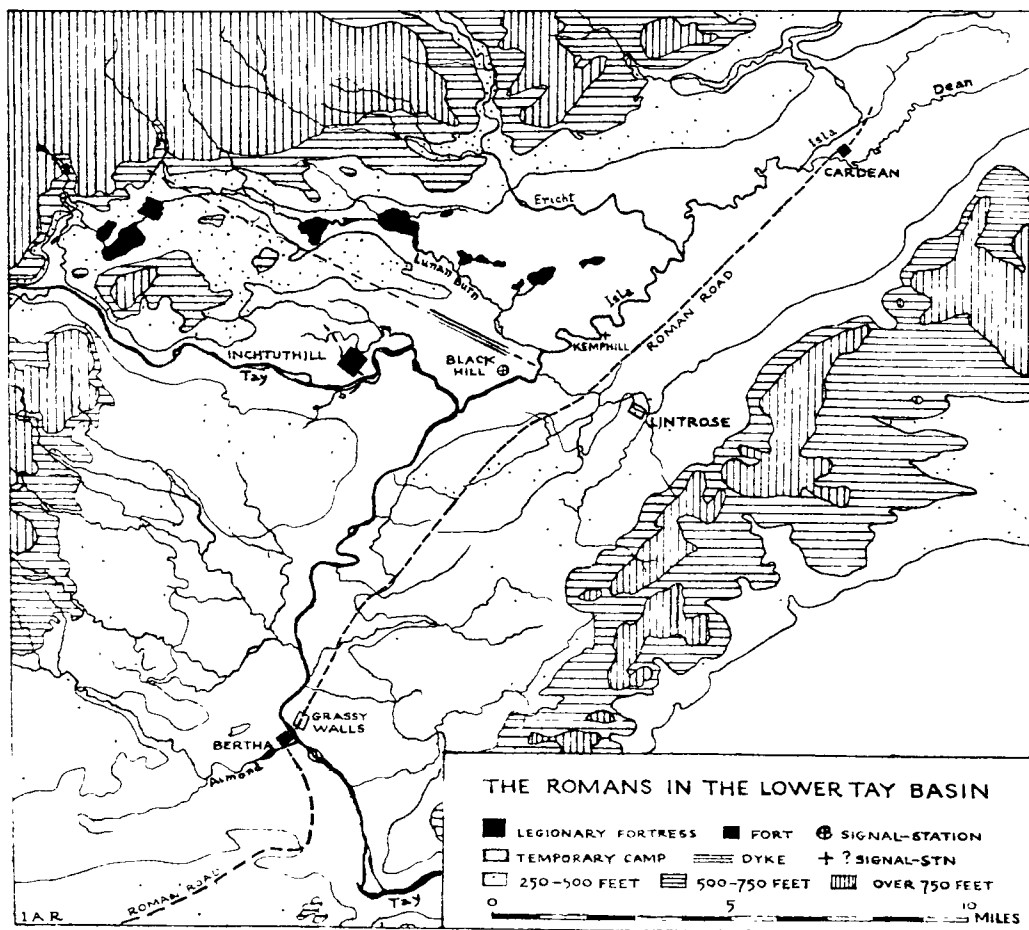 Dean
Isla
CARDEAN
Ericht
Lunan Burn
Isla
ROMAN ROAD
KEMPHILL
INCHTUTHILL
BLACK
HILL
Tay
LINTROSE
GRASSY
WALLS
BERTHA
Almond
ROMAN ROAD
Tay
IAR
THE ROMANS IN THE LOWER TAY BASIN
LEGIONARY FORTRESS FORT SIGNAL-STATION
TEMPORARY CAMP DYKE ? SIGNAL-STN
250-500 FEET 500-750 FEET OVER 750 FEET
0 5 10
MILES